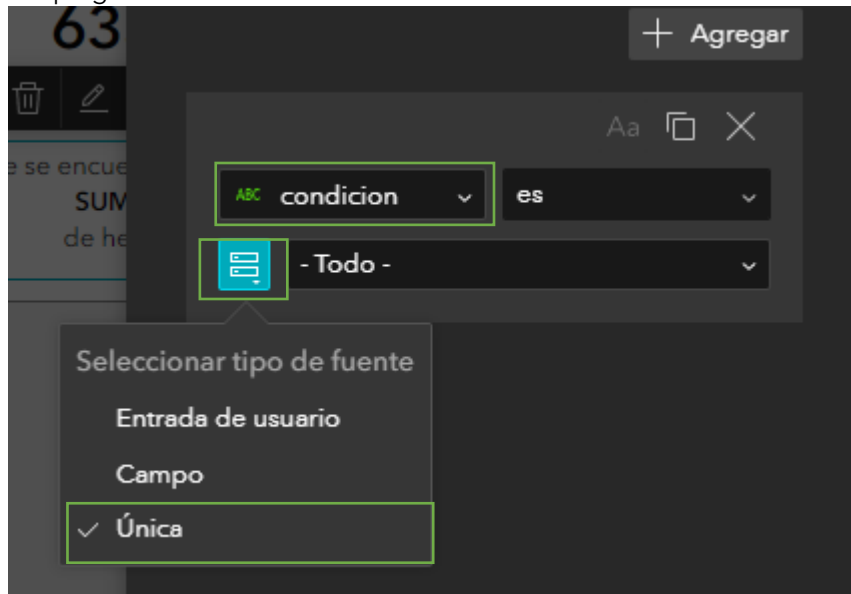 63
+ Agregar
Aa
e se encue
ABC condicion
es
SUM
de he
- Todo -
Seleccionar tipo de fuente
Entrada de usuario
Campo
Única